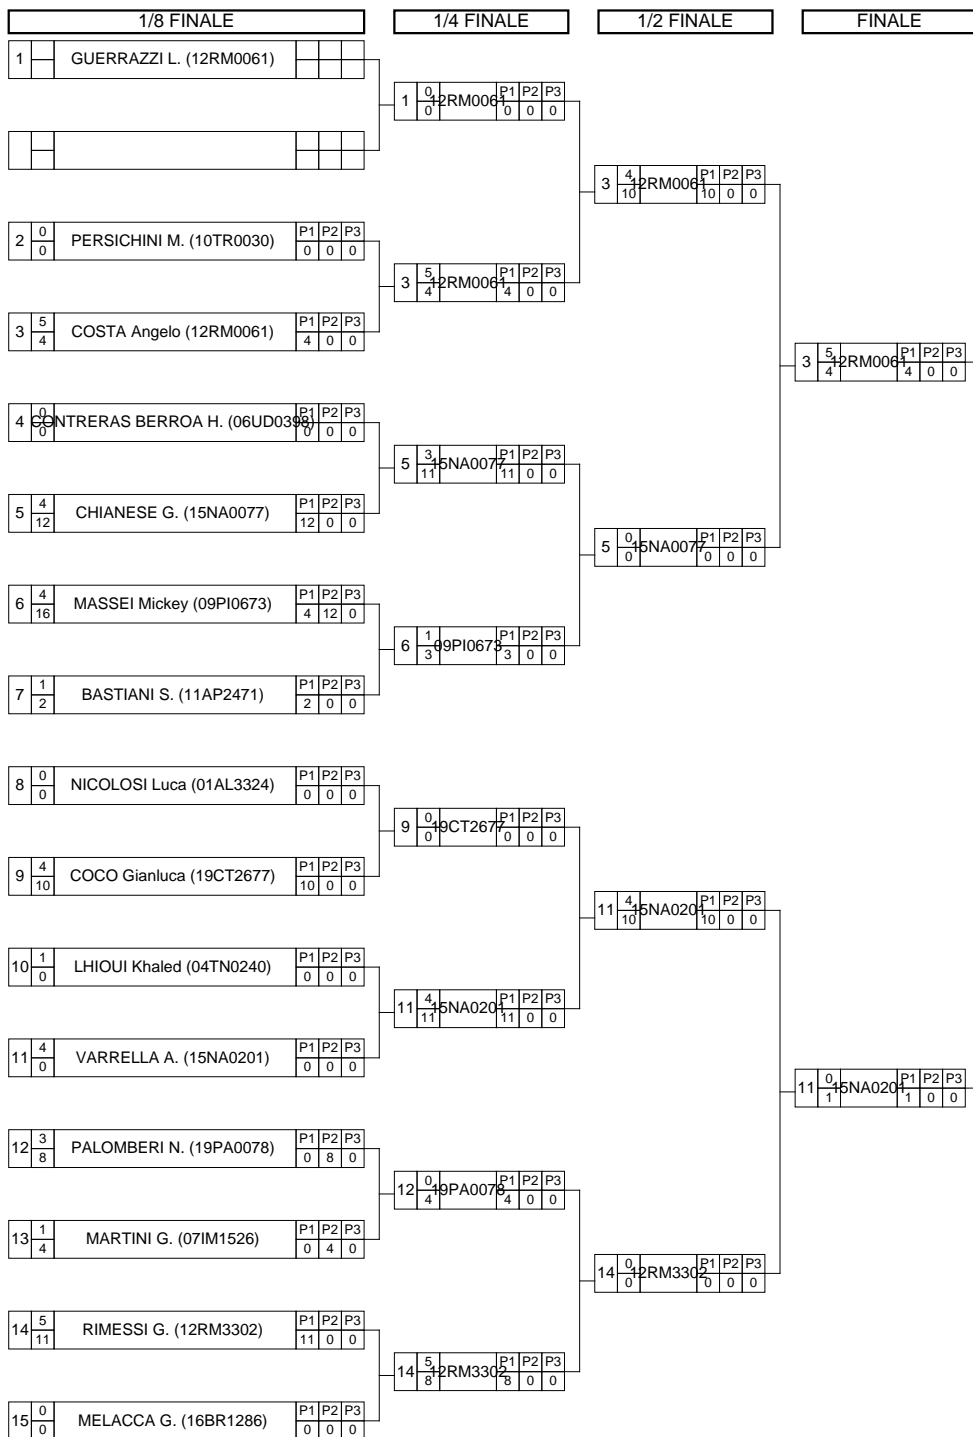 1/8 FINALE 1/4 FINALE 1/2 FINALE FINALE
1 GUERRAZZI L. (12RM0061)
1 0 0 12RM0061 P1 P2 P3 0 0 0
3 4 10 12RM0061 P1 P2 P3 10 0 0
2 0 0 PERSICHINI M. (10TR0030) P1 P2 P3 0 0 0
3 5 4 12RM0061 P1 P2 P3 4 0 0
3 5 4 COSTA Angelo (12RM0061) P1 P2 P3 4 0 0
3 5 4 12RM0061 P1 P2 P3 4 0 0
4 0 0 CONTRERAS BERROA H. (06UD0398) P1 P2 P3 0 0 0
5 3 11 15NA0077 P1 P2 P3 11 0 0
5 4 12 CHIANESE G. (15NA0077) P1 P2 P3 12 0 0
5 0 0 15NA0077 P1 P2 P3 0 0 0
6 4 16 MASSEI Mickey (09PI0673) P1 P2 P3 4 12 0
6 1 3 09PI0673 P1 P2 P3 3 0 0
7 1 2 BASTIANI S. (11AP2471) P1 P2 P3 2 0 0
8 0 0 NICOLOSI Luca (01AL3324) P1 P2 P3 0 0 0
9 0 0 19CT2677 P1 P2 P3 0 0 0
9 4 10 COCO Gianluca (19CT2677) P1 P2 P3 10 0 0
11 4 10 15NA0201 P1 P2 P3 10 0 0
10 1 0 LHIOUI Khaled (04TN0240) P1 P2 P3 0 0 0
11 4 11 15NA0201 P1 P2 P3 11 0 0
11 4 0 VARRELLA A. (15NA0201) P1 P2 P3 0 0 0
11 0 1 15NA0201 P1 P2 P3 1 0 0
12 3 8 PALOMBERI N. (19PA0078) P1 P2 P3 0 8 0
12 0 4 19PA0078 P1 P2 P3 4 0 0
13 1 4 MARTINI G. (07IM1526) P1 P2 P3 0 4 0
14 0 0 12RM3302 P1 P2 P3 0 0 0
14 5 11 RIMESSI G. (12RM3302) P1 P2 P3 11 0 0
14 5 8 12RM3302 P1 P2 P3 8 0 0
15 0 0 MELACCA G. (16BR1286) P1 P2 P3 0 0 0